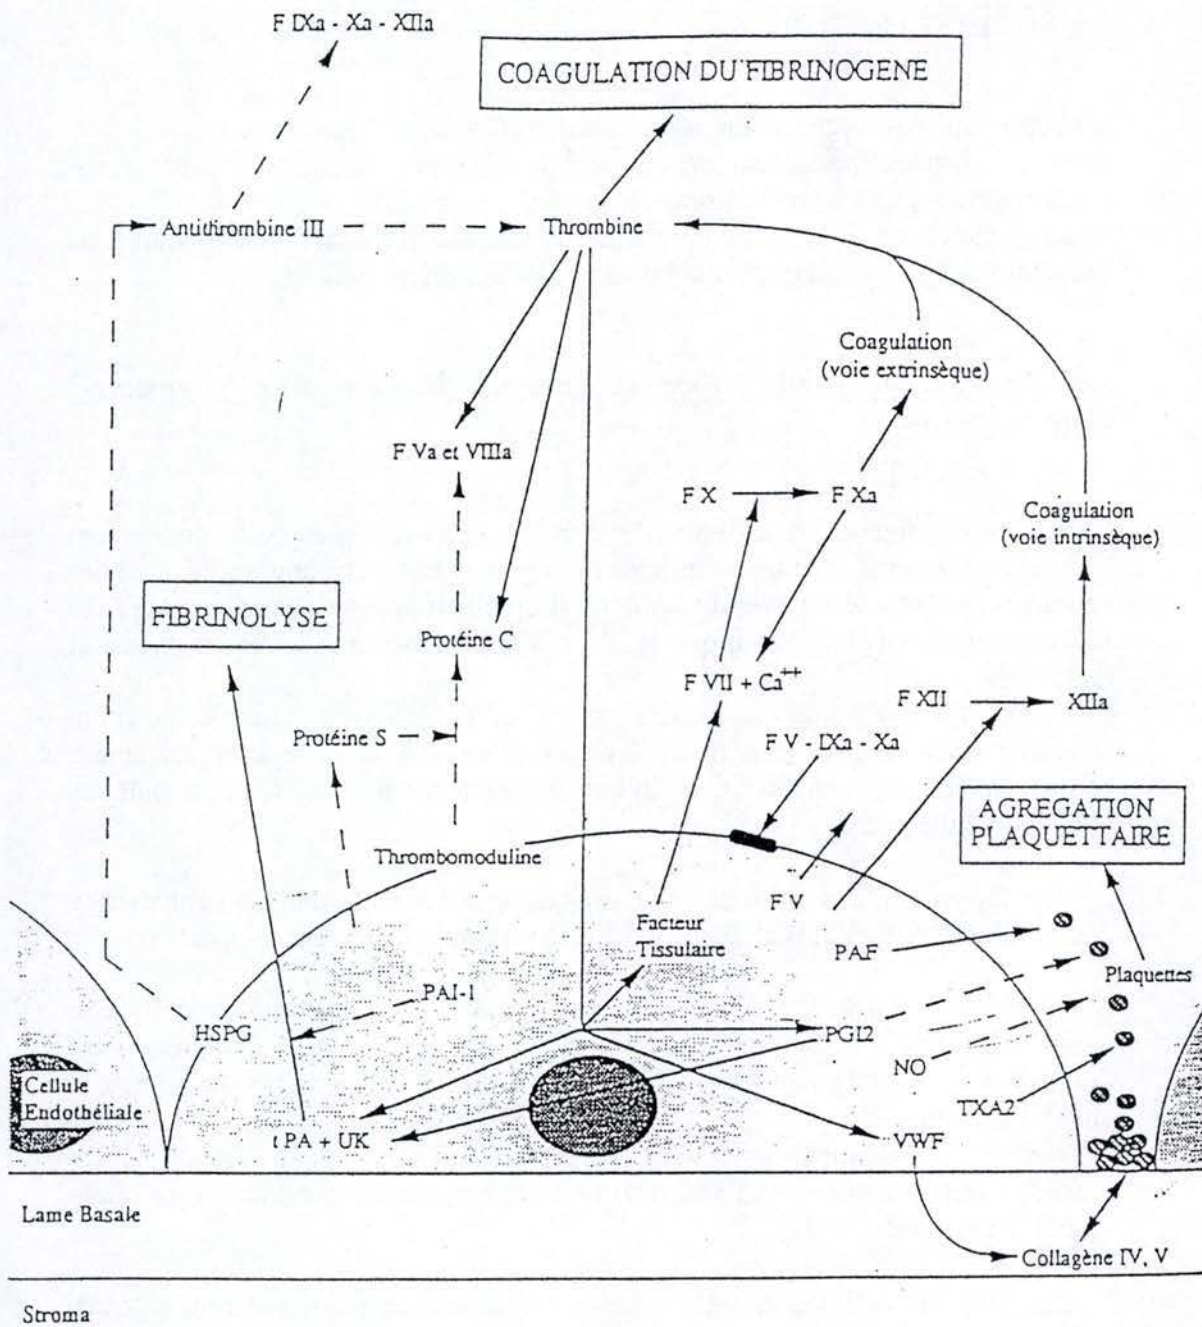 F IXa - Xa - XIIa
COAGULATION DU FIBRINOGENE
Antithrombine III
Thrombine
Coagulation
(voie extrinsèque)
F Va et VIIIa
F X
F Xa
Coagulation
(voie intrinsèque)
FIBRINOLYSE
Protéine C
F VII + Ca++
F XII
XIIa
Protéine S
F V - IXa - Xa
AGREGATION
PLAQUETTAIRE
Thrombomoduline
F V
Facteur
Tissulaire
PAF
Plaquettes
PAI-1
HSPG
PGI2
NO
Cellule
Endothéliale
TXA2
t PA + UK
VWF
Lame Basale
Collagène IV, V
Stroma